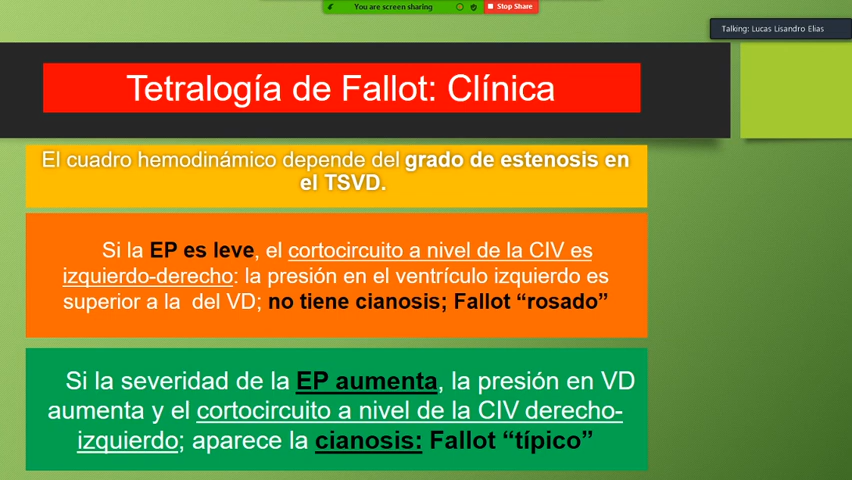 You are screen sharing
Stop Share
Talking: Lucas Lisandro Elias
Tetralogía de Fallot: Clínica
El cuadro hemodinámico depende del grado de estenosis en
el TSVD.
Si la EP es leve, el cortocircuito a nivel de la CIV es
izquierdo-derecho: la presión en el ventrículo izquierdo es
superior a la del VD; no tiene cianosis; Fallot “rosado”
Si la severidad de la EP aumenta, la presión en VD
aumenta y el cortocircuito a nivel de la CIV derecho-
izquierdo; aparece la cianosis: Fallot “típico”